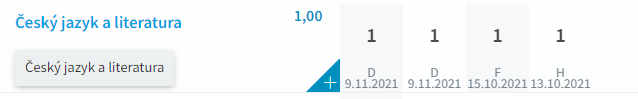 Český jazyk a literatura 1,00
Český jazyk a literatura
1 1 1 1
D D F H
9.11.2021 9.11.2021 15.10.2021 13.10.2021